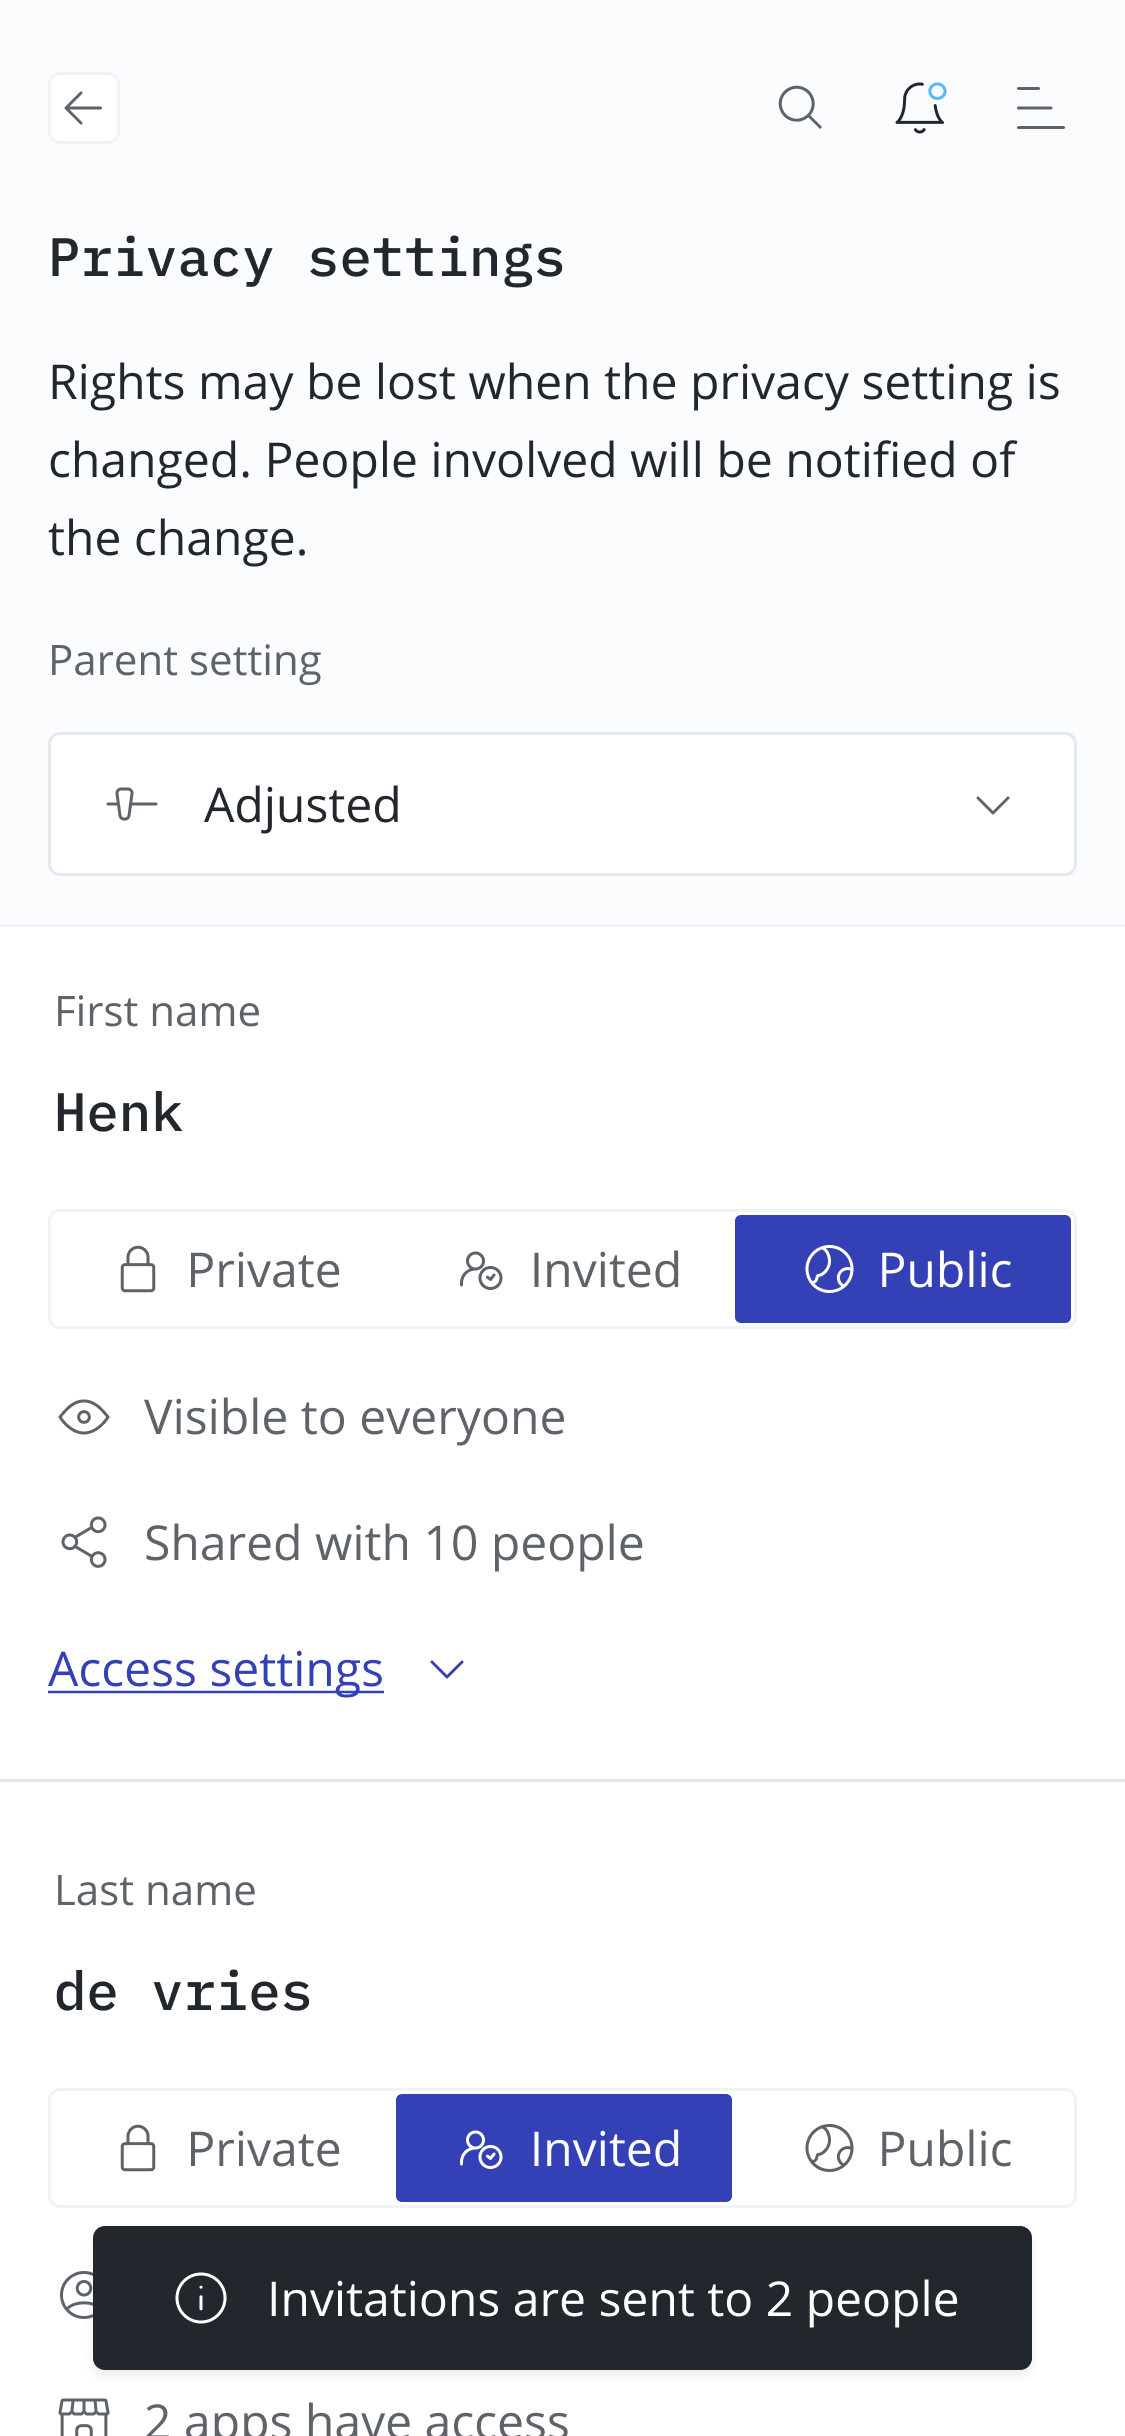 Privacy settings
Rights may be lost when the privacy setting is
changed. People involved will be notified of
the change.
Parent setting
Adjusted
First name
Henk
Private Invited Public
Visible to everyone
Shared with 10 people
Access settings
Last name
de vries
Private Invited Public
Invitations are sent to 2 people
2 apps have access